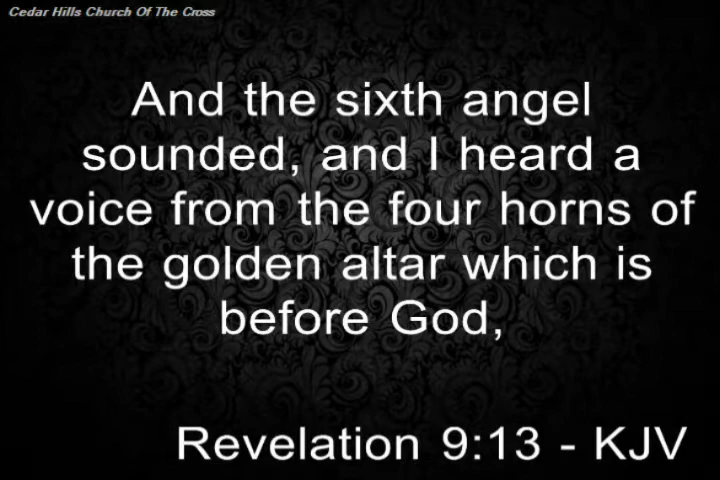 Cedar Hills Church Of The Cross
And the sixth angel
sounded, and I heard a
voice from the four horns of
the golden altar which is
before God,
Revelation 9:13 - KJV